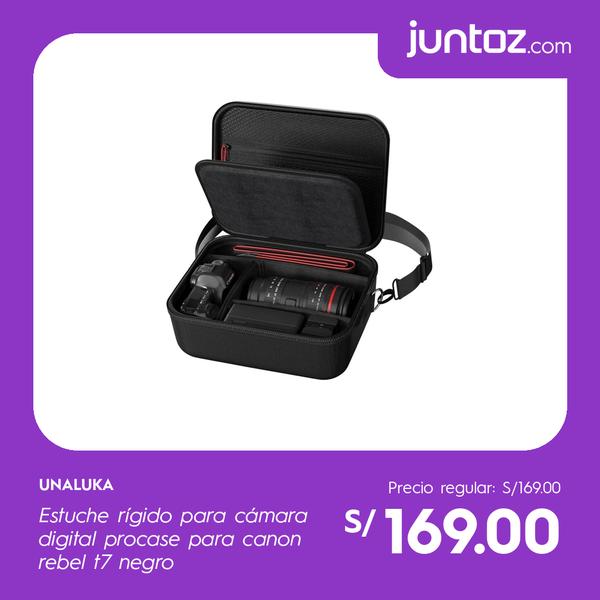 juntoz.com
UNALUKA
Estuche rígido para cámara
digital procase para canon
rebel t7 negro
Precio regular: S/169.00
S/169.00